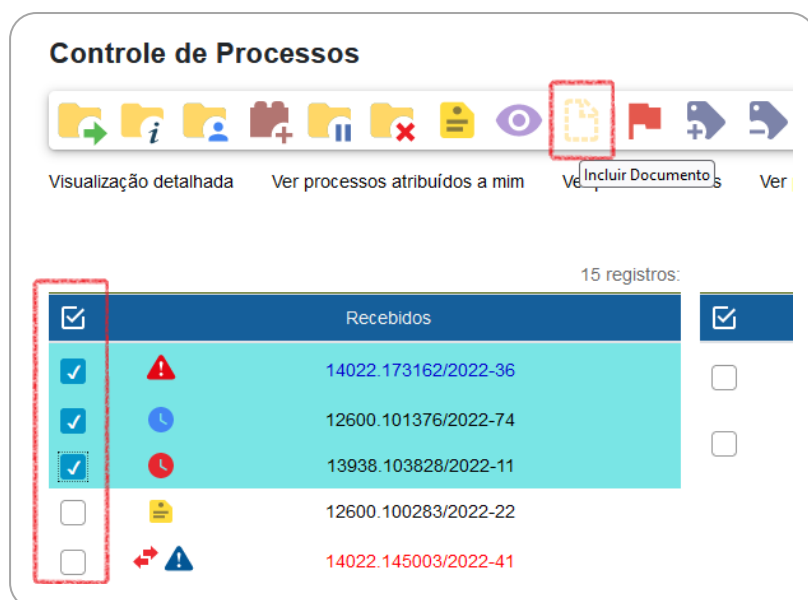 Controle de Processos
Visualização detalhada Ver processos atribuídos a mim Incluir Documento Ver
15 registros:
Recebidos
14022.173162/2022-36
12600.101376/2022-74
13938.103828/2022-11
12600.100283/2022-22
14022.145003/2022-41